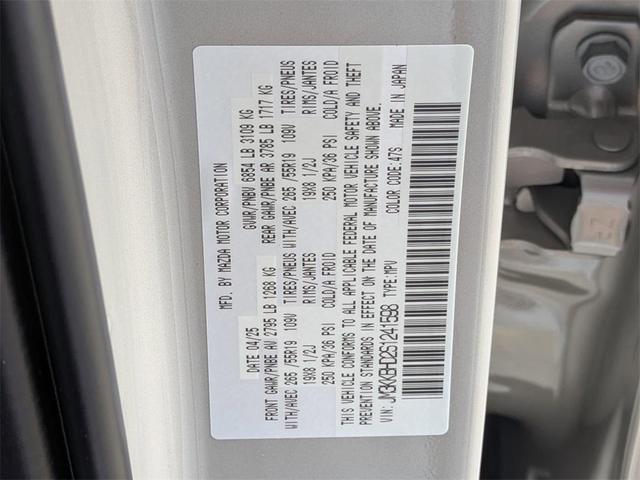 MFD. BY MAZDA MOTOR CORPORATION
DATE 04/25 GVWR/PNBV 6854 LB 3109 KG
FRONT GAWR/PNBE AV 2795 LB 1268 KG REAR GAWR/PNBE AR 3785 LB 1717 KG
WITH/AVEC 265 /55R19 109V TIRES/PNEUS WITH/AVEC 265 /55R19 109V TIRES/PNEUS
19X8 1/2J RIMS/JANTES 19X8 1/2J RIMS/JANTES
250 KPA/36 PSI COLD/A FROID 250 KPA/36 PSI COLD/A FROID
THIS VEHICLE CONFORMS TO ALL APPLICABLE FEDERAL MOTOR VEHICLE SAFETY AND THEFT
PREVENTION STANDARDS IN EFFECT ON THE DATE OF MANUFACTURE SHOWN ABOVE.
VIN: JM3KKBHD2S1241598 TYPE:MPV COLOR CODE:47S MADE IN JAPAN